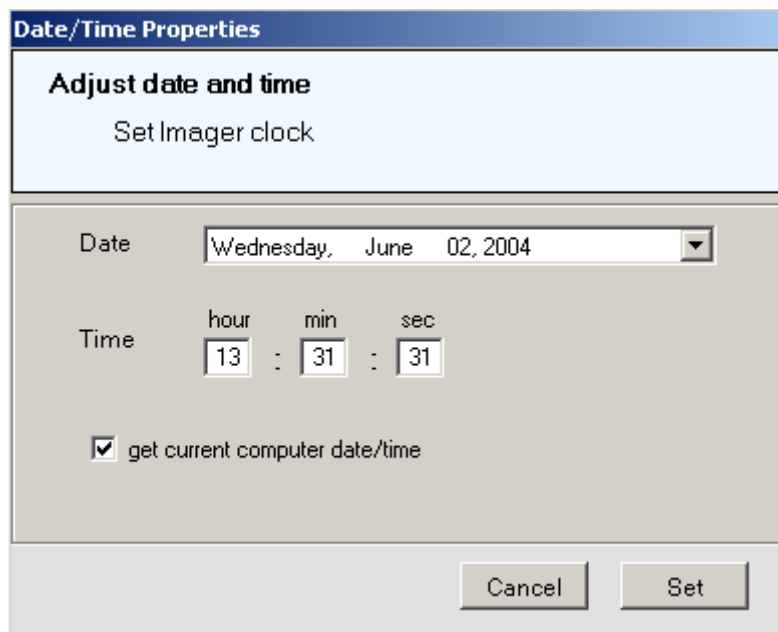 Date/Time Properties
Adjust date and time
Set Imager clock
Date Wednesday, June 02, 2004
hour min sec
Time 13 : 31 : 31
get current computer date/time
Cancel Set